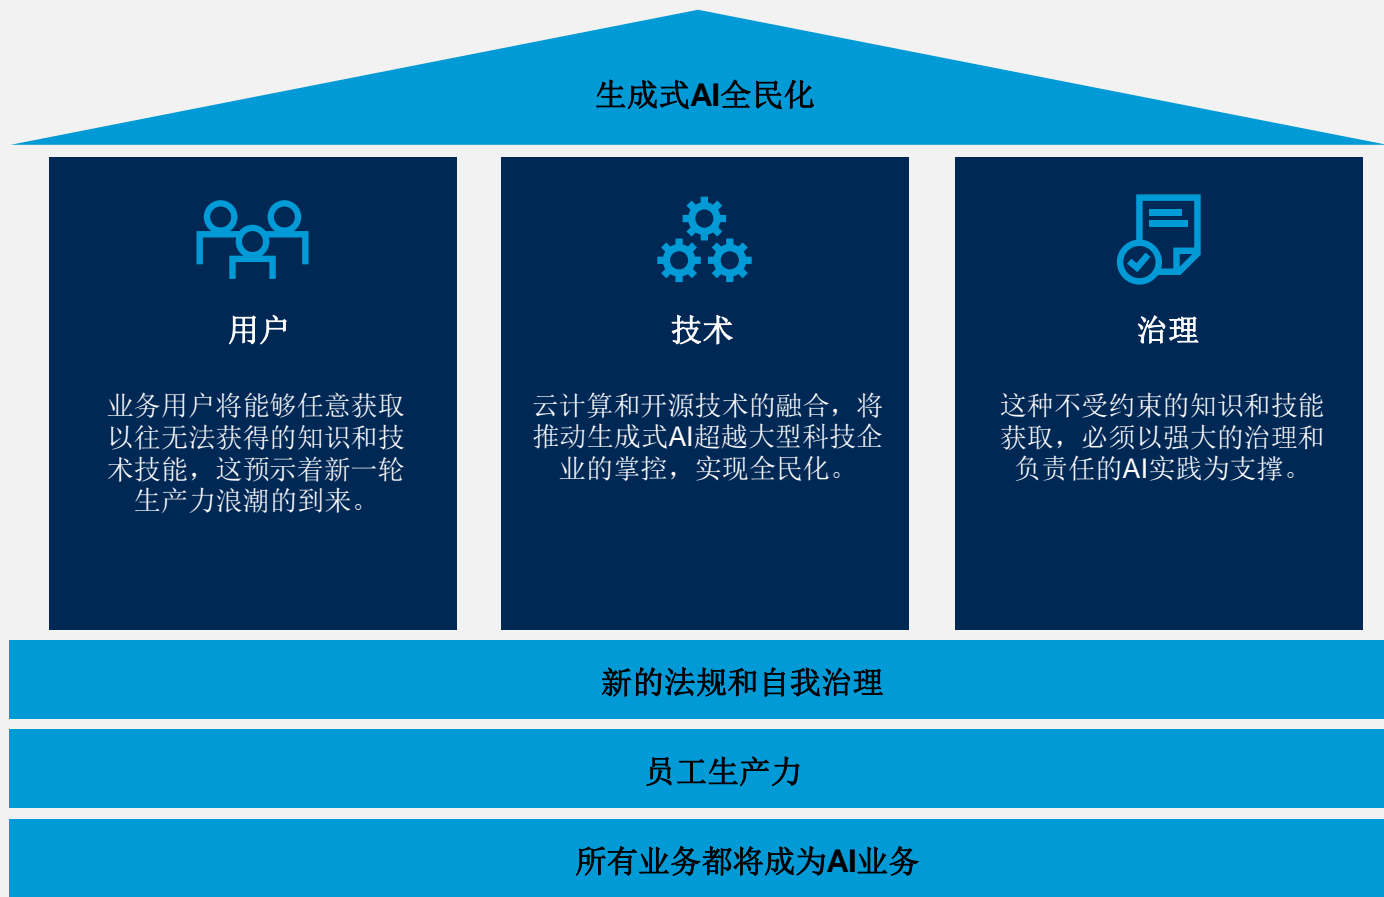 生成式AI全民化
用户
业务用户将能够任意获取
以往无法获得的知识和技
术技能，这预示着新一轮
生产力浪潮的到来。
技术
云计算和开源技术的融合，将
推动生成式AI超越大型科技企
业的掌控，实现全民化。
治理
这种不受约束的知识和技能
获取，必须以强大的治理和
负责任的AI实践为支撑。
新的法规和自我治理
员工生产力
所有业务都将成为AI业务